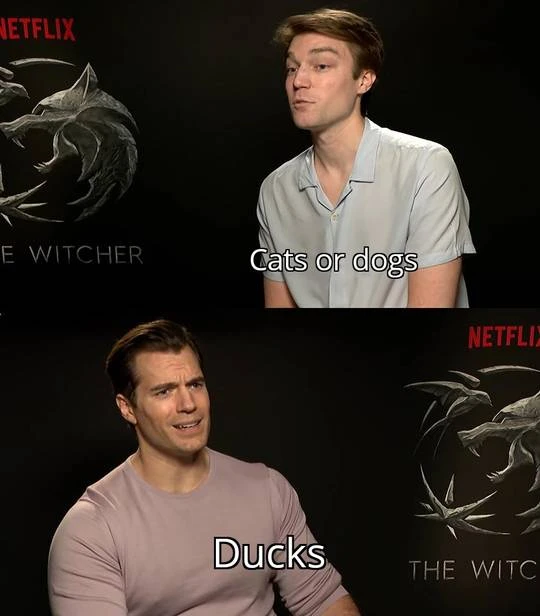 NETFLIX
E WITCHER
Cats or dogs
NETFLIX
Ducks
THE WITC